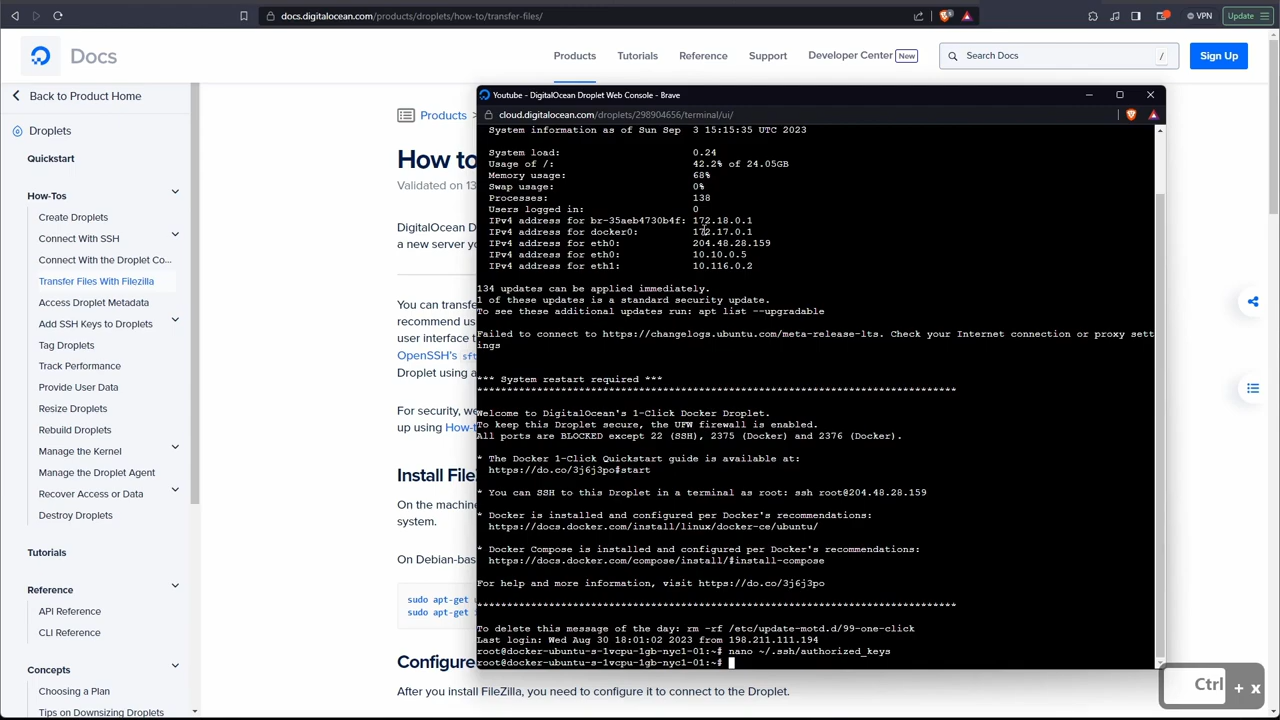 docs.digitalocean.com/products/droplets/how-to/transfer-files/
VPN
Update
Docs
Products
Tutorials
Reference
Support
Developer Center
New
Search Docs
/
Sign Up
Back to Product Home
Droplets
Quickstart
How-Tos
Create Droplets
Connect With SSH
Connect With the Droplet Co...
Transfer Files With Filezilla
Access Droplet Metadata
Add SSH Keys to Droplets
Tag Droplets
Track Performance
Provide User Data
Resize Droplets
Rebuild Droplets
Manage the Kernel
Manage the Droplet Agent
Recover Access or Data
Destroy Droplets
Tutorials
Reference
API Reference
CLI Reference
Concepts
Choosing a Plan
Tips on Downsizing Droplets
Products >
How to
Validated on 13
DigitalOcean D
a new server yo
You can transfe
recommend us
user interface t
OpenSSH's sft
Droplet using a
For security, we
up using How-t
Install FileZ
On the machine
system.
On Debian-bas
sudo apt-get u
sudo apt-get i
Configure
After you install FileZilla, you need to configure it to connect to the Droplet.
Youtube - DigitalOcean Droplet Web Console - Brave
cloud.digitalocean.com/droplets/298904656/terminal/ui/
System information as of Sun Sep  3 15:15:35 UTC 2023
System load: 0.24
Usage of /: 42.2% of 24.05GB
Memory usage: 68%
Swap usage: 0%
Processes: 138
Users logged in: 0
IPv4 address for br-35aeb4730b4f: 172.18.0.1
IPv4 address for docker0: 172.17.0.1
IPv4 address for eth0: 204.48.28.159
IPv4 address for eth0: 10.10.0.5
IPv4 address for eth1: 10.116.0.2
134 updates can be applied immediately.
1 of these updates is a standard security update.
To see these additional updates run: apt list --upgradable
Failed to connect to https://changelogs.ubuntu.com/meta-release-lts. Check your Internet connection or proxy sett
ings
*** System restart required ***
********************************************************************************
Welcome to DigitalOcean's 1-Click Docker Droplet.
To keep this Droplet secure, the UFW firewall is enabled.
All ports are BLOCKED except 22 (SSH), 2375 (Docker) and 2376 (Docker).
* The Docker 1-Click Quickstart guide is available at:
https://do.co/3j6j3po#start
* You can SSH to this Droplet in a terminal as root: ssh root@204.48.28.159
* Docker is installed and configured per Docker's recommendations:
https://docs.docker.com/install/linux/docker-ce/ubuntu/
* Docker Compose is installed and configured per Docker's recommendations:
https://docs.docker.com/compose/install/#install-compose
For help and more information, visit https://do.co/3j6j3po
********************************************************************************
To delete this message of the day: rm -rf /etc/update-motd.d/99-one-click
Last login: Wed Aug 30 18:01:02 2023 from 198.211.111.194
root@docker-ubuntu-s-1vcpu-1gb-nyc1-01:~# nano ~/.ssh/authorized_keys
root@docker-ubuntu-s-1vcpu-1gb-nyc1-01:~#
Ctrl + x